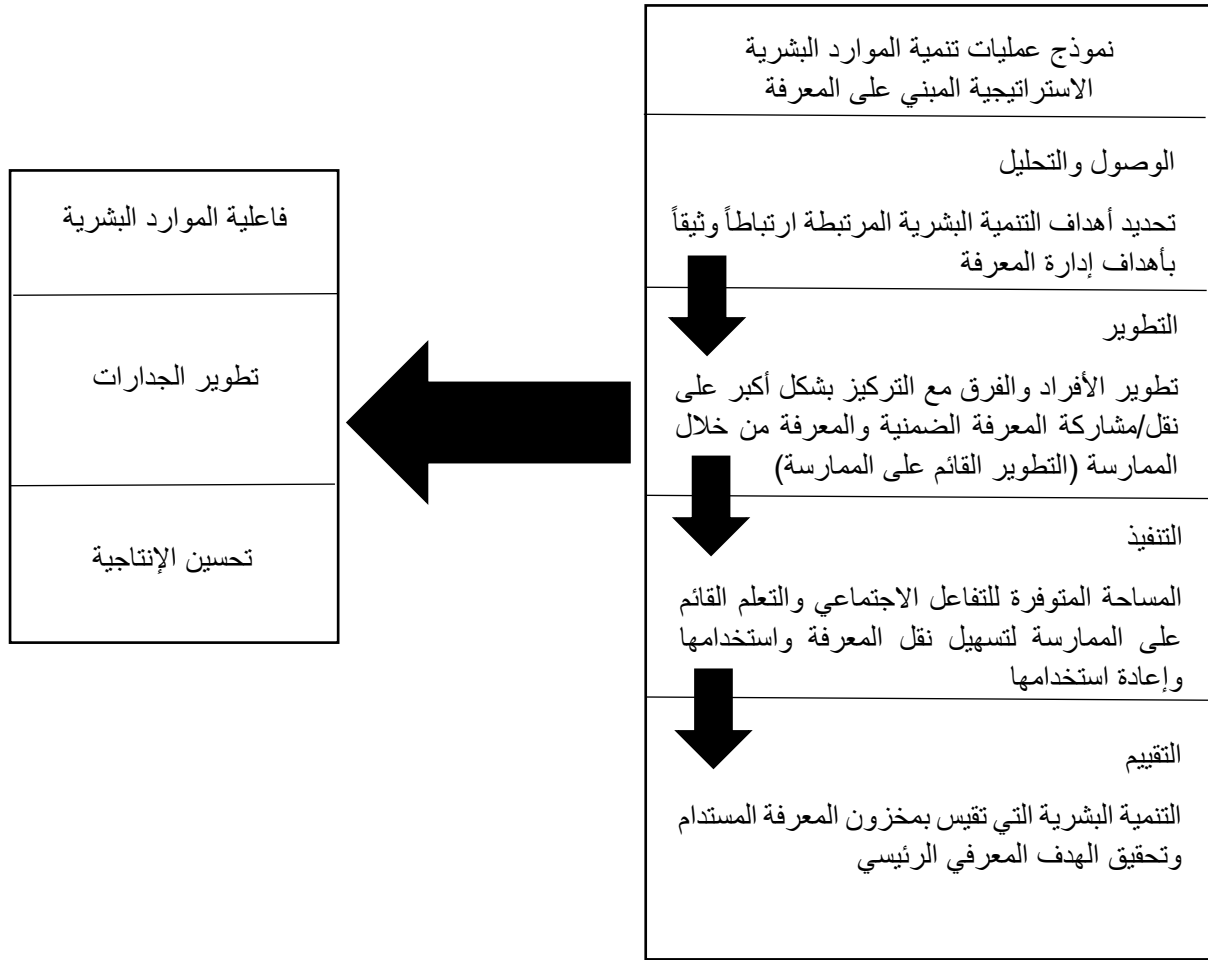 نموذج عمليات تنمية الموارد البشرية
الاستراتيجية المبني على المعرفة
الوصول والتحليل
تحديد أهداف التنمية البشرية المرتبطة ارتباطاً وثيقاً
بأهداف إدارة المعرفة
التطوير
تطوير الأفراد والفرق مع التركيز بشكل أكبر على
نقل/مشاركة المعرفة الضمنية والمعرفة من خلال
الممارسة (التطوير القائم على الممارسة)
التنفيذ
المساحة المتوفرة للتفاعل الاجتماعي والتعلم القائم
على الممارسة لتسهيل نقل المعرفة واستخدامها
وإعادة استخدامها
التقييم
التنمية البشرية التي تقيس بمخزون المعرفة المستدام
وتحقيق الهدف المعرفي الرئيسي
فاعلية الموارد البشرية
تطوير الجدارات
تحسين الإنتاجية